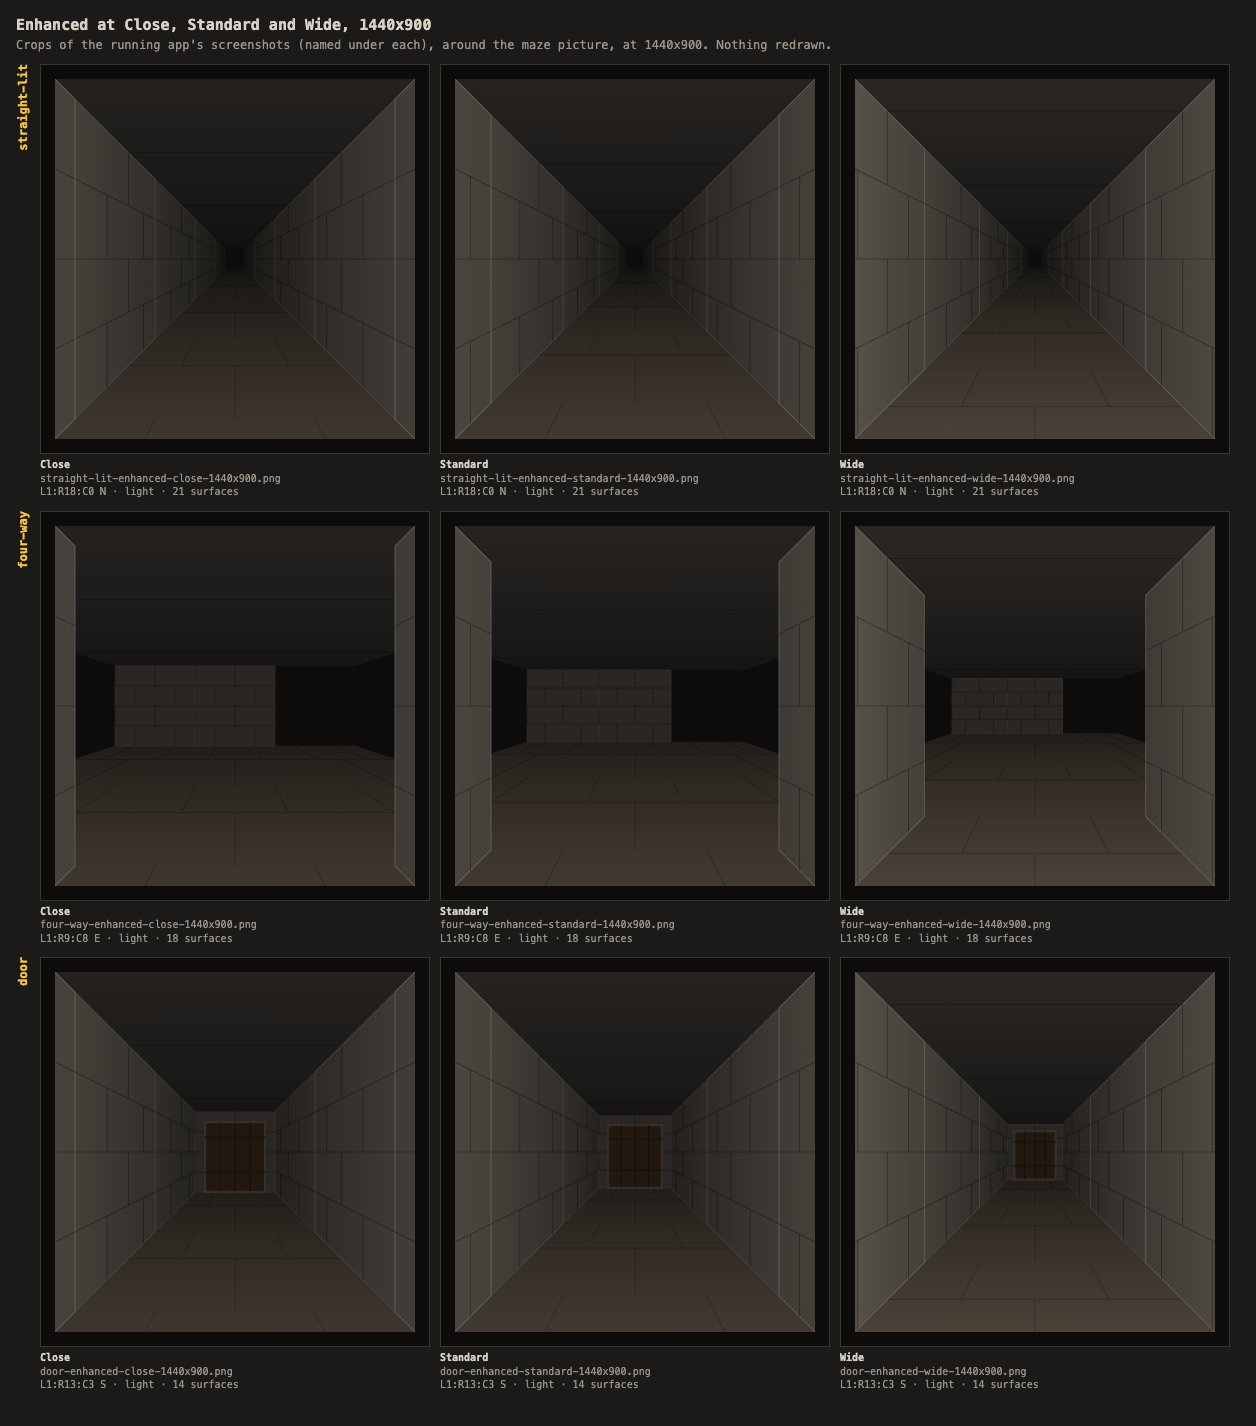 Enhanced at Close, Standard and Wide, 1440x900
Crops of the running app's screenshots (named under each), around the maze picture, at 1440x900. Nothing redrawn.
straight-lit
Close
straight-lit-enhanced-close-1440x900.png
L1:R18:C0 N · light · 21 surfaces
Standard
straight-lit-enhanced-standard-1440x900.png
L1:R18:C0 N · light · 21 surfaces
Wide
straight-lit-enhanced-wide-1440x900.png
L1:R18:C0 N · light · 21 surfaces
four-way
Close
four-way-enhanced-close-1440x900.png
L1:R9:C8 E · light · 18 surfaces
Standard
four-way-enhanced-standard-1440x900.png
L1:R9:C8 E · light · 18 surfaces
Wide
four-way-enhanced-wide-1440x900.png
L1:R9:C8 E · light · 18 surfaces
door
Close
door-enhanced-close-1440x900.png
L1:R13:C3 S · light · 14 surfaces
Standard
door-enhanced-standard-1440x900.png
L1:R13:C3 S · light · 14 surfaces
Wide
door-enhanced-wide-1440x900.png
L1:R13:C3 S · light · 14 surfaces